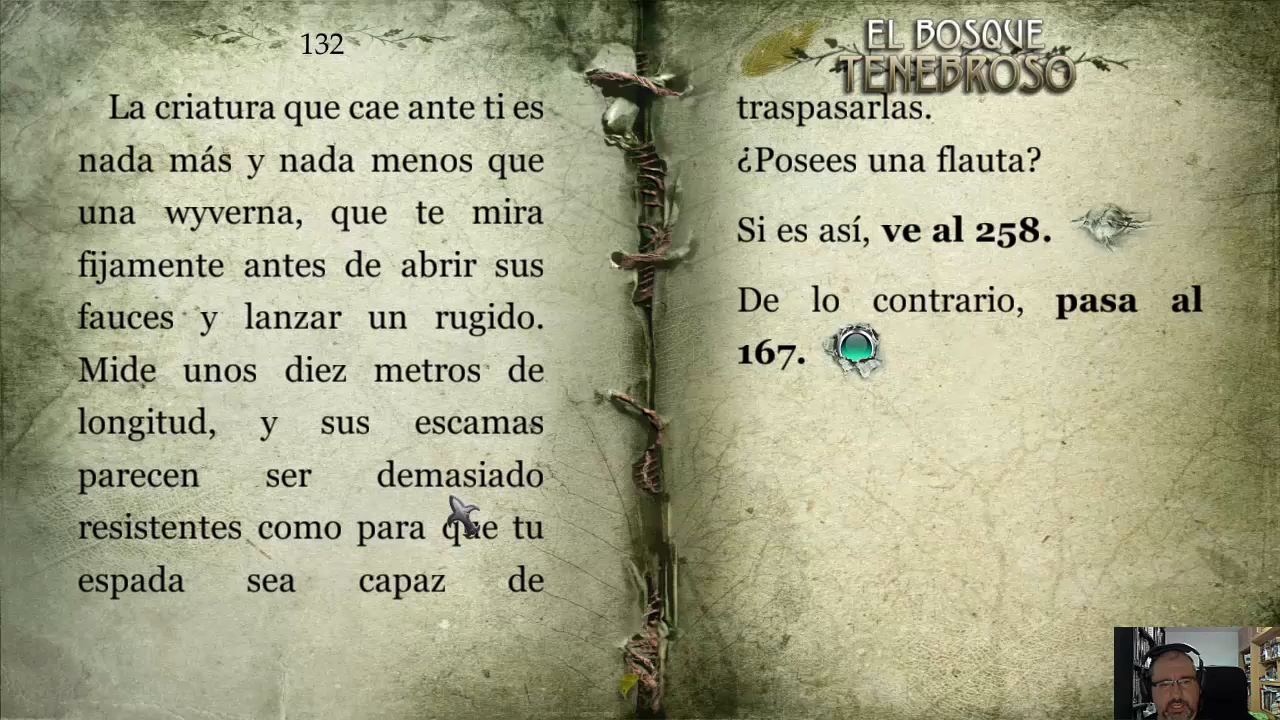 132
La criatura que cae ante ti es
nada más y nada menos que
una wyverna, que te mira
fijamente antes de abrir sus
fauces y lanzar un rugido.
Mide unos diez metros de
longitud, y sus escamas
parecen ser demasiado
resistentes como para que tu
espada sea capaz de
EL BOSQUE
TENEBROSO
traspasarlas.
¿Posees una flauta?
Si es así, ve al 258.
De lo contrario, pasa al
167.